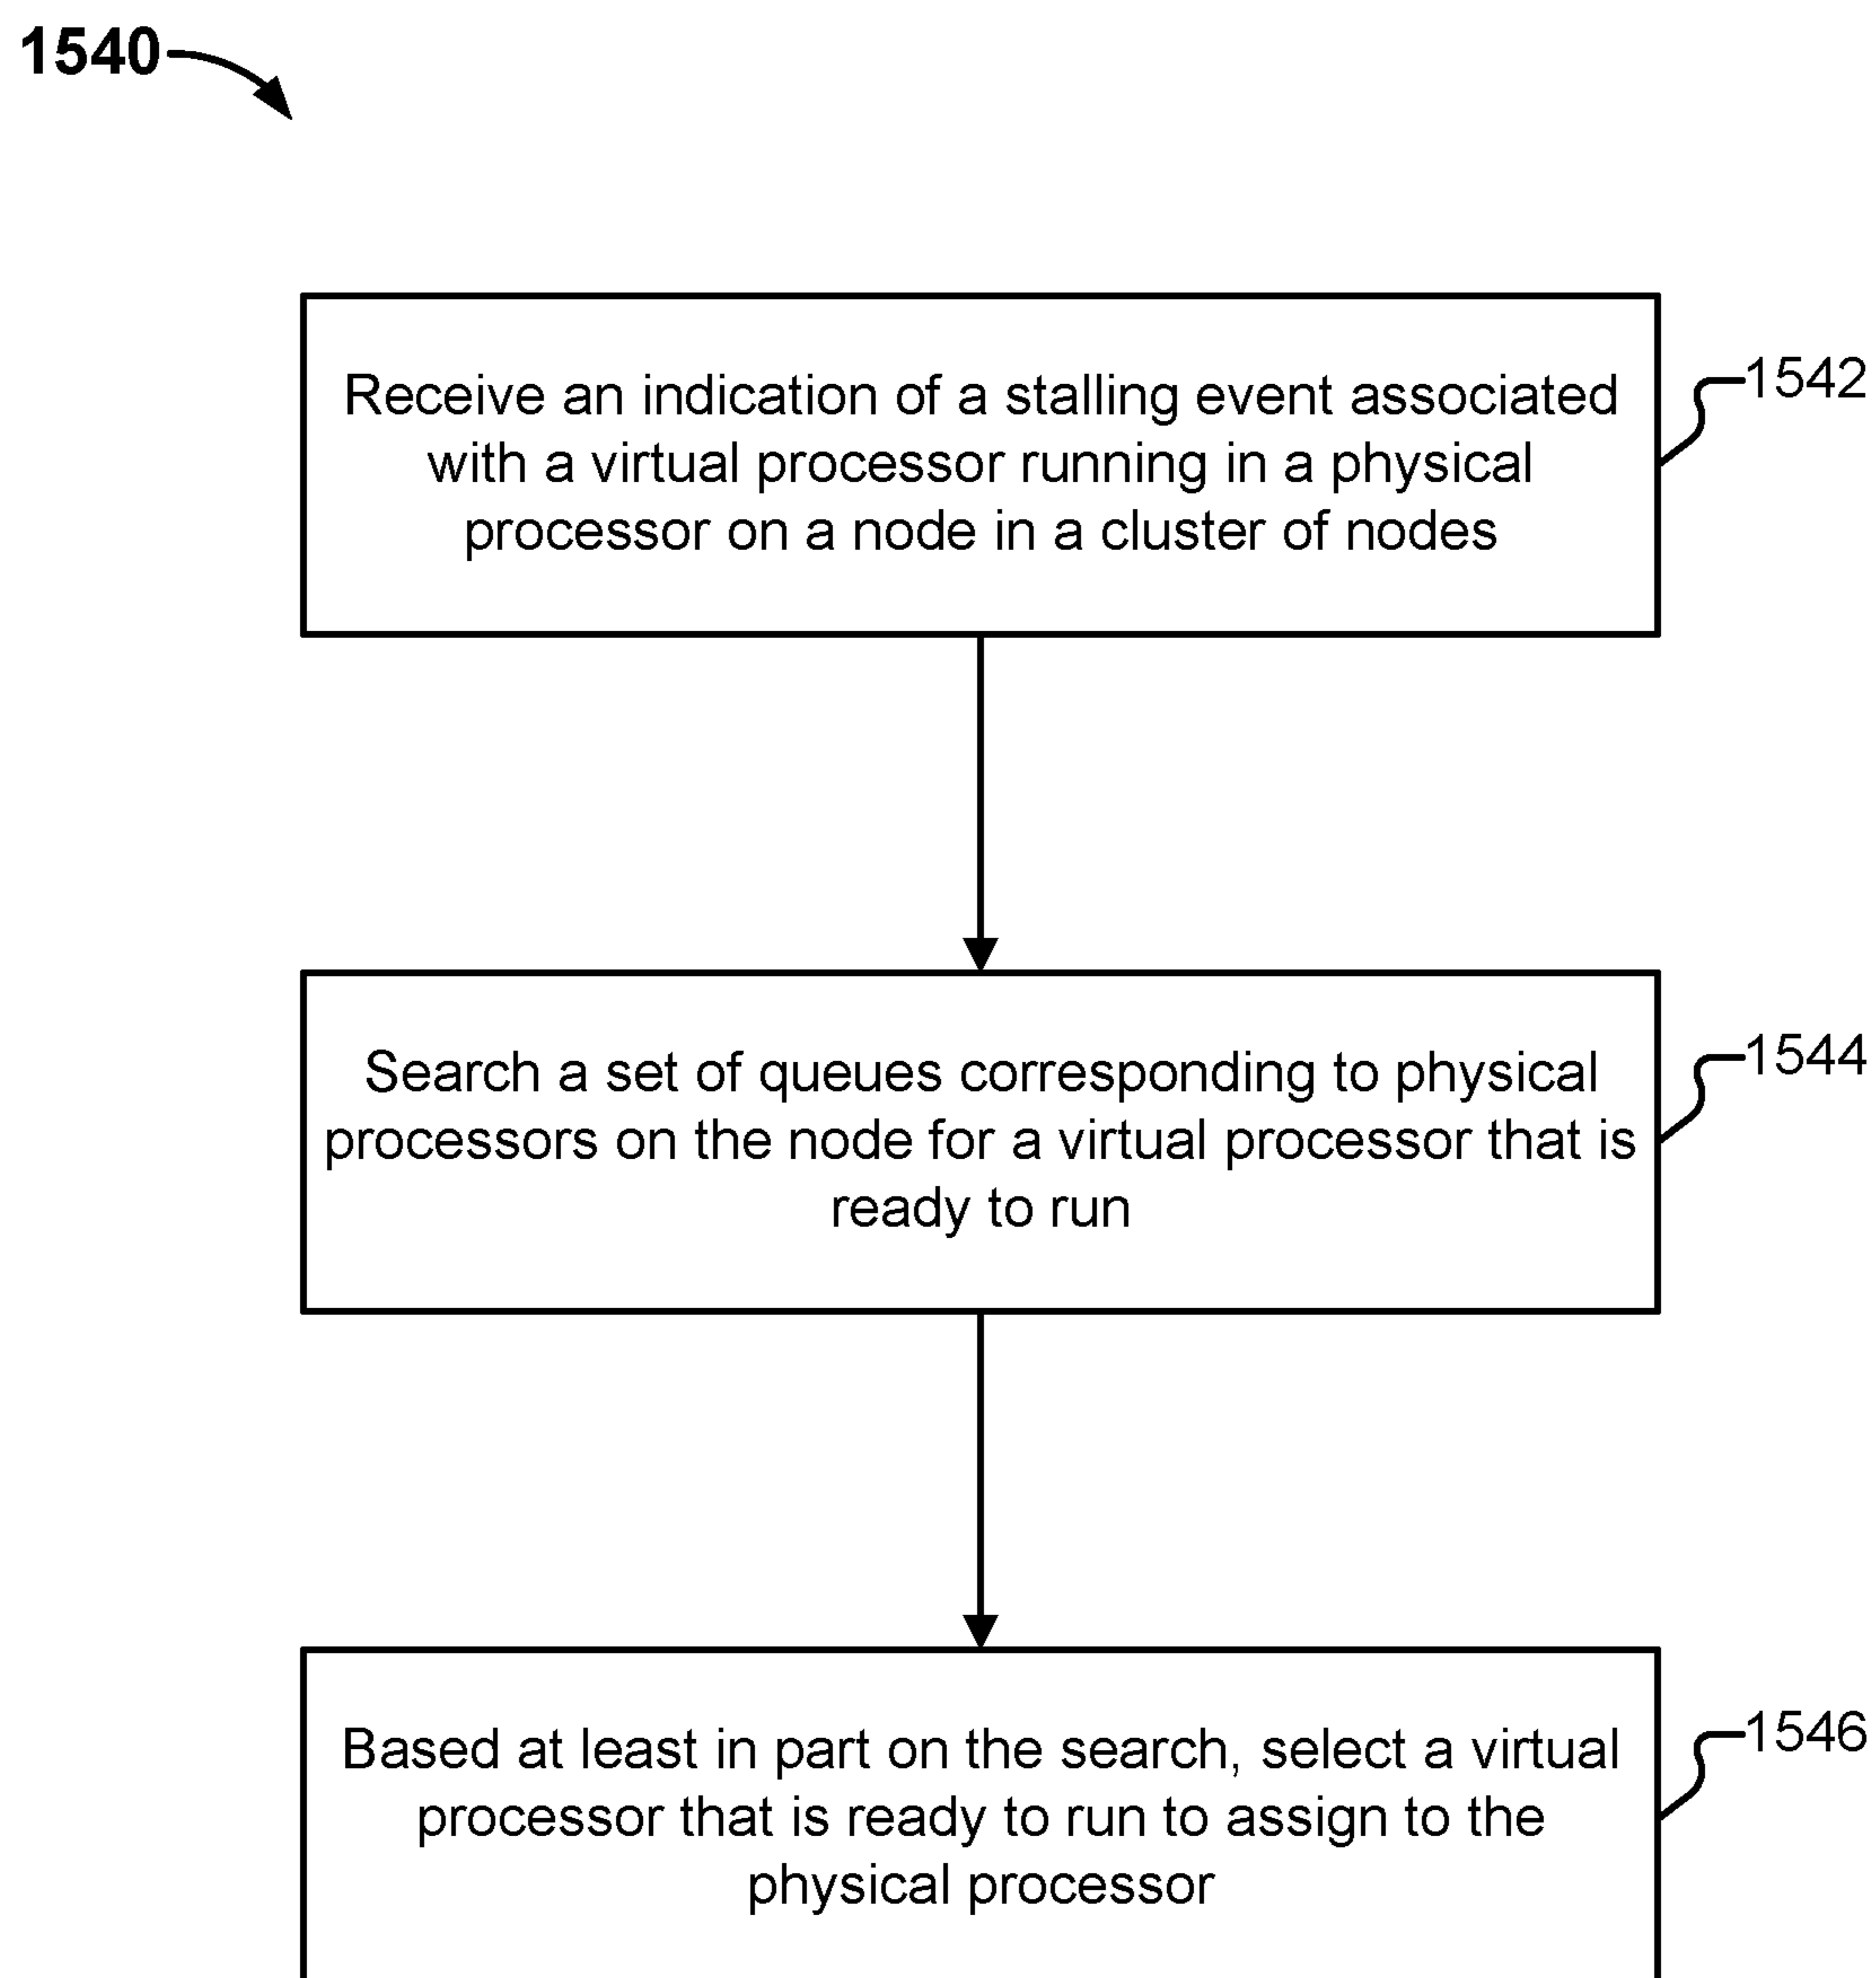 1540
Receive an indication of a stalling event associated
with a virtual processor running in a physical
processor on a node in a cluster of nodes
1542
Search a set of queues corresponding to physical
processors on the node for a virtual processor that is
ready to run
1544
Based at least in part on the search, select a virtual
processor that is ready to run to assign to the
physical processor
1546